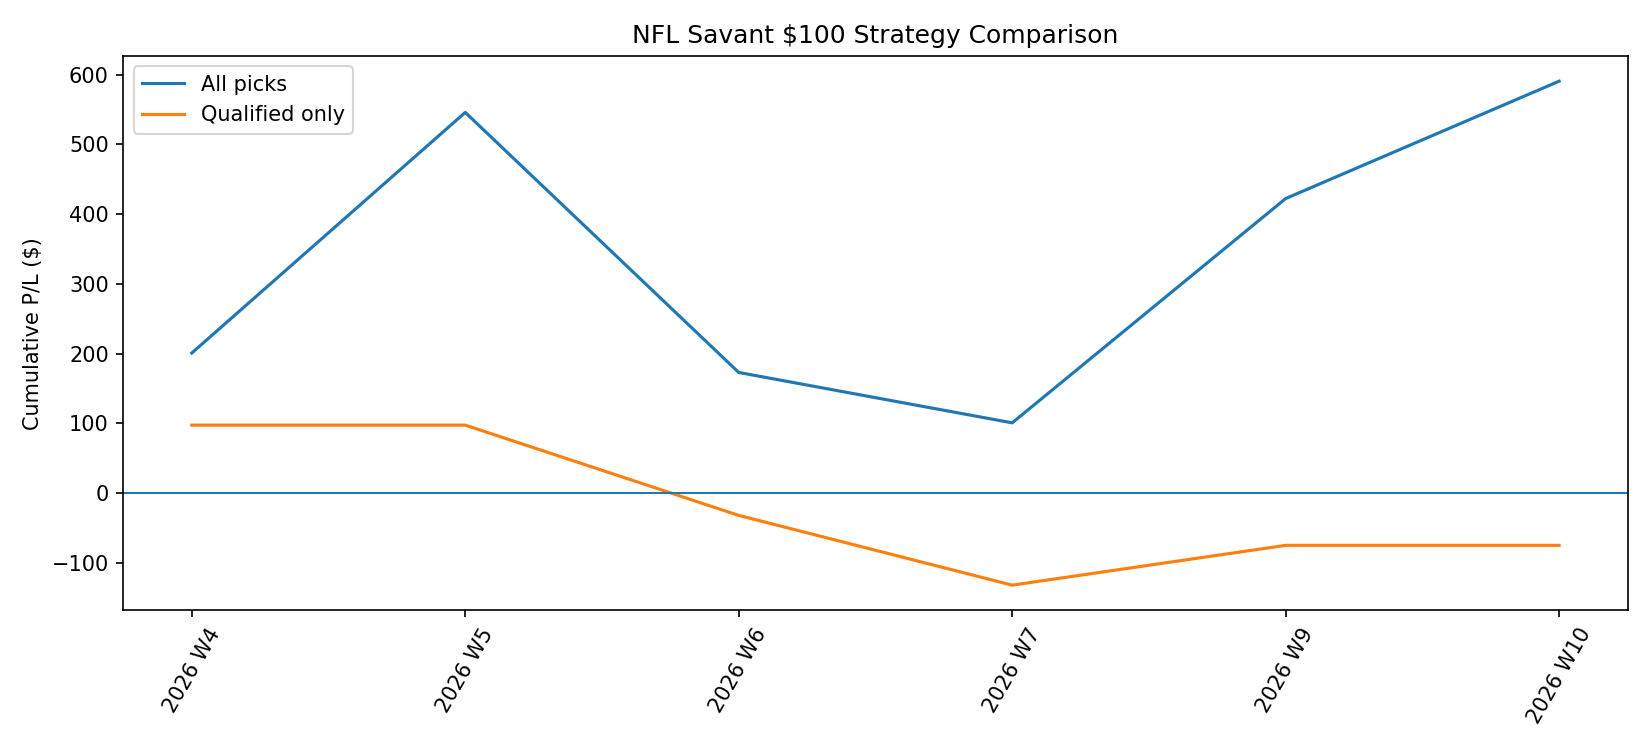 NFL Savant $100 Strategy Comparison
All picks
Qualified only
Cumulative P/L ($)
600
500
400
300
200
100
0
−100
2026 W4
2026 W5
2026 W6
2026 W7
2026 W9
2026 W10